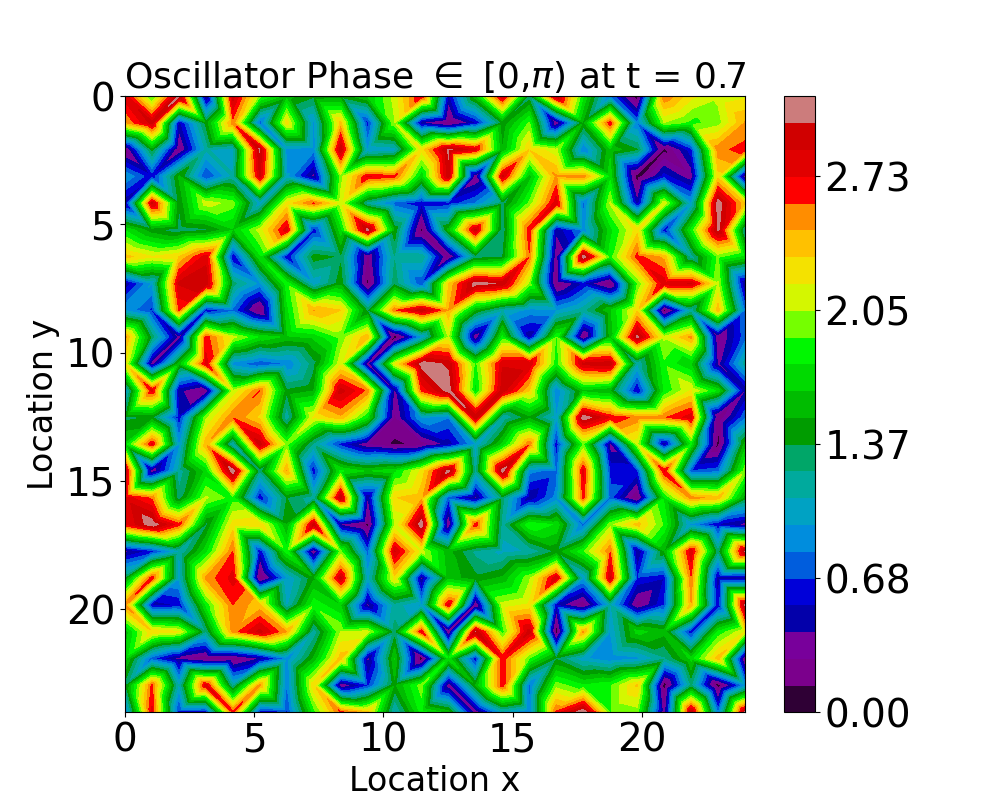 Oscillator Phase ∈ [0,π) at t = 0.7
0
5
10
15
20
Location y
0 5 10 15 20
Location x
2.73
2.05
1.37
0.68
0.00